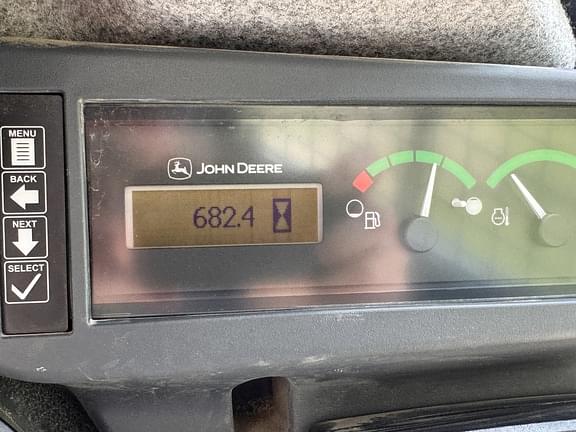 MENU
BACK
NEXT
SELECT
JOHN DEERE
682.4